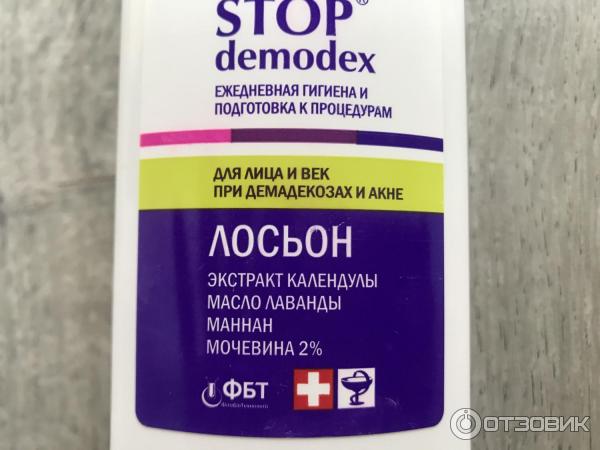 STOP®
demodex
ЕЖЕДНЕВНАЯ ГИГИЕНА И
ПОДГОТОВКА К ПРОЦЕДУРАМ
ДЛЯ ЛИЦА И ВЕК
ПРИ ДЕМАДЕКОЗАХ И АКНЕ
ЛОСЬОН
ЭКСТРАКТ КАЛЕНДУЛЫ
МАСЛО ЛАВАНДЫ
МАННАН
МОЧЕВИНА 2%
ФБТ
ОТЗОВИК